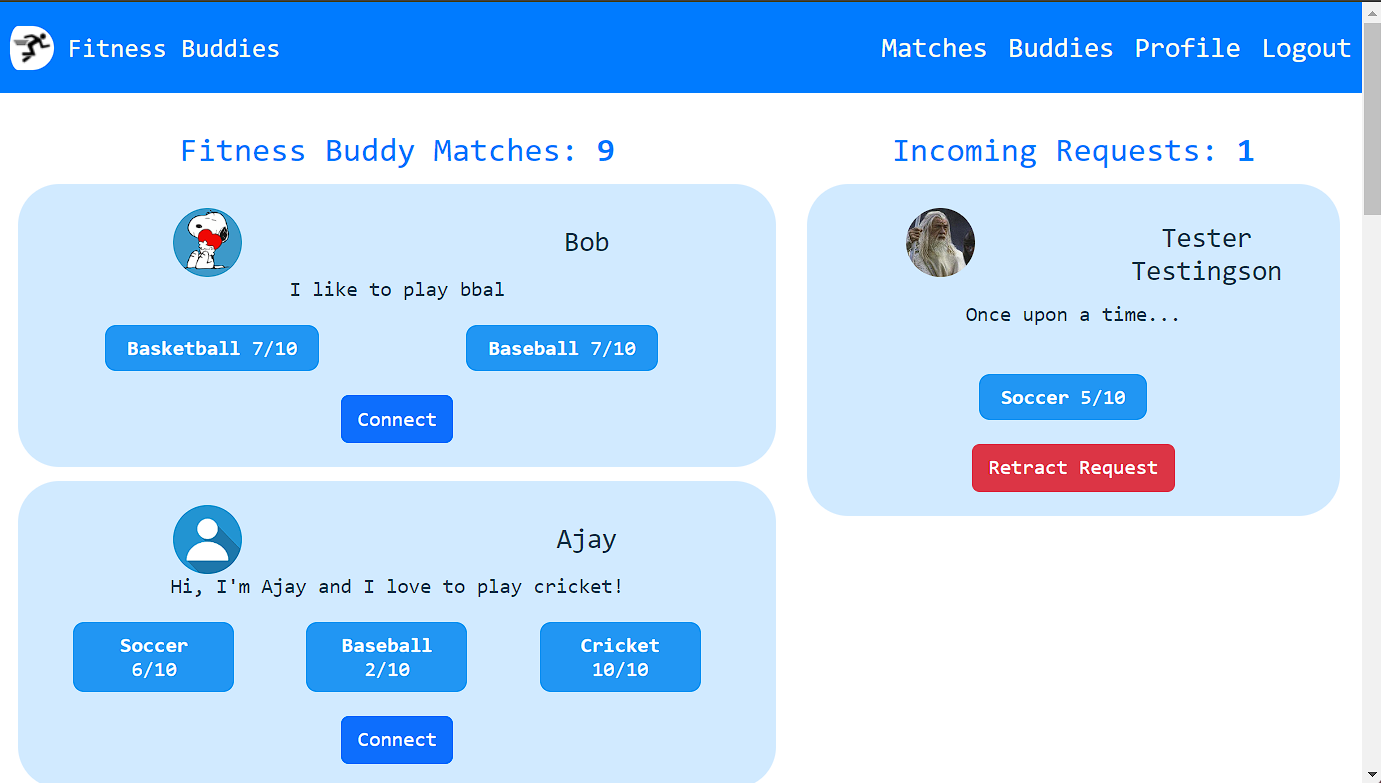 Fitness Buddies
Matches Buddies Profile Logout
Fitness Buddy Matches: 9
Bob
I like to play bbal
Basketball 7/10
Baseball 7/10
Connect
Ajay
Hi, I'm Ajay and I love to play cricket!
Soccer
6/10
Baseball
2/10
Cricket
10/10
Connect
Incoming Requests: 1
Tester
Testingson
Once upon a time...
Soccer 5/10
Retract Request